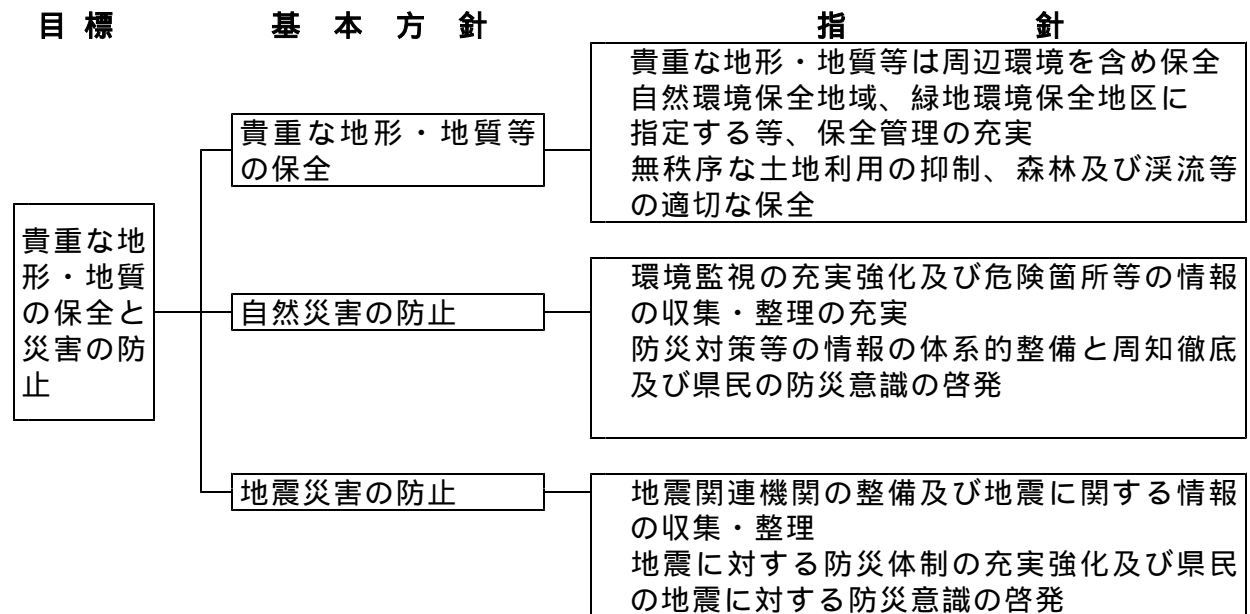 目標　基本方針　指針
貴重な地
形・地質
の保全と
災害の防
止
貴重な地形・地質等
の保全
貴重な地形・地質等は周辺環境を含め保全
自然環境保全地域、緑地環境保全地区に
指定する等、保全管理の充実
無秩序な土地利用の抑制、森林及び渓流等
の適切な保全
自然災害の防止
環境監視の充実強化及び危険箇所等の情報
の収集・整理の充実
防災対策等の情報の体系的整備と周知徹底
及び県民の防災意識の啓発
地震災害の防止
地震関連機関の整備及び地震に関する情報
の収集・整理
地震に対する防災体制の充実強化及び県民
の地震に対する防災意識の啓発